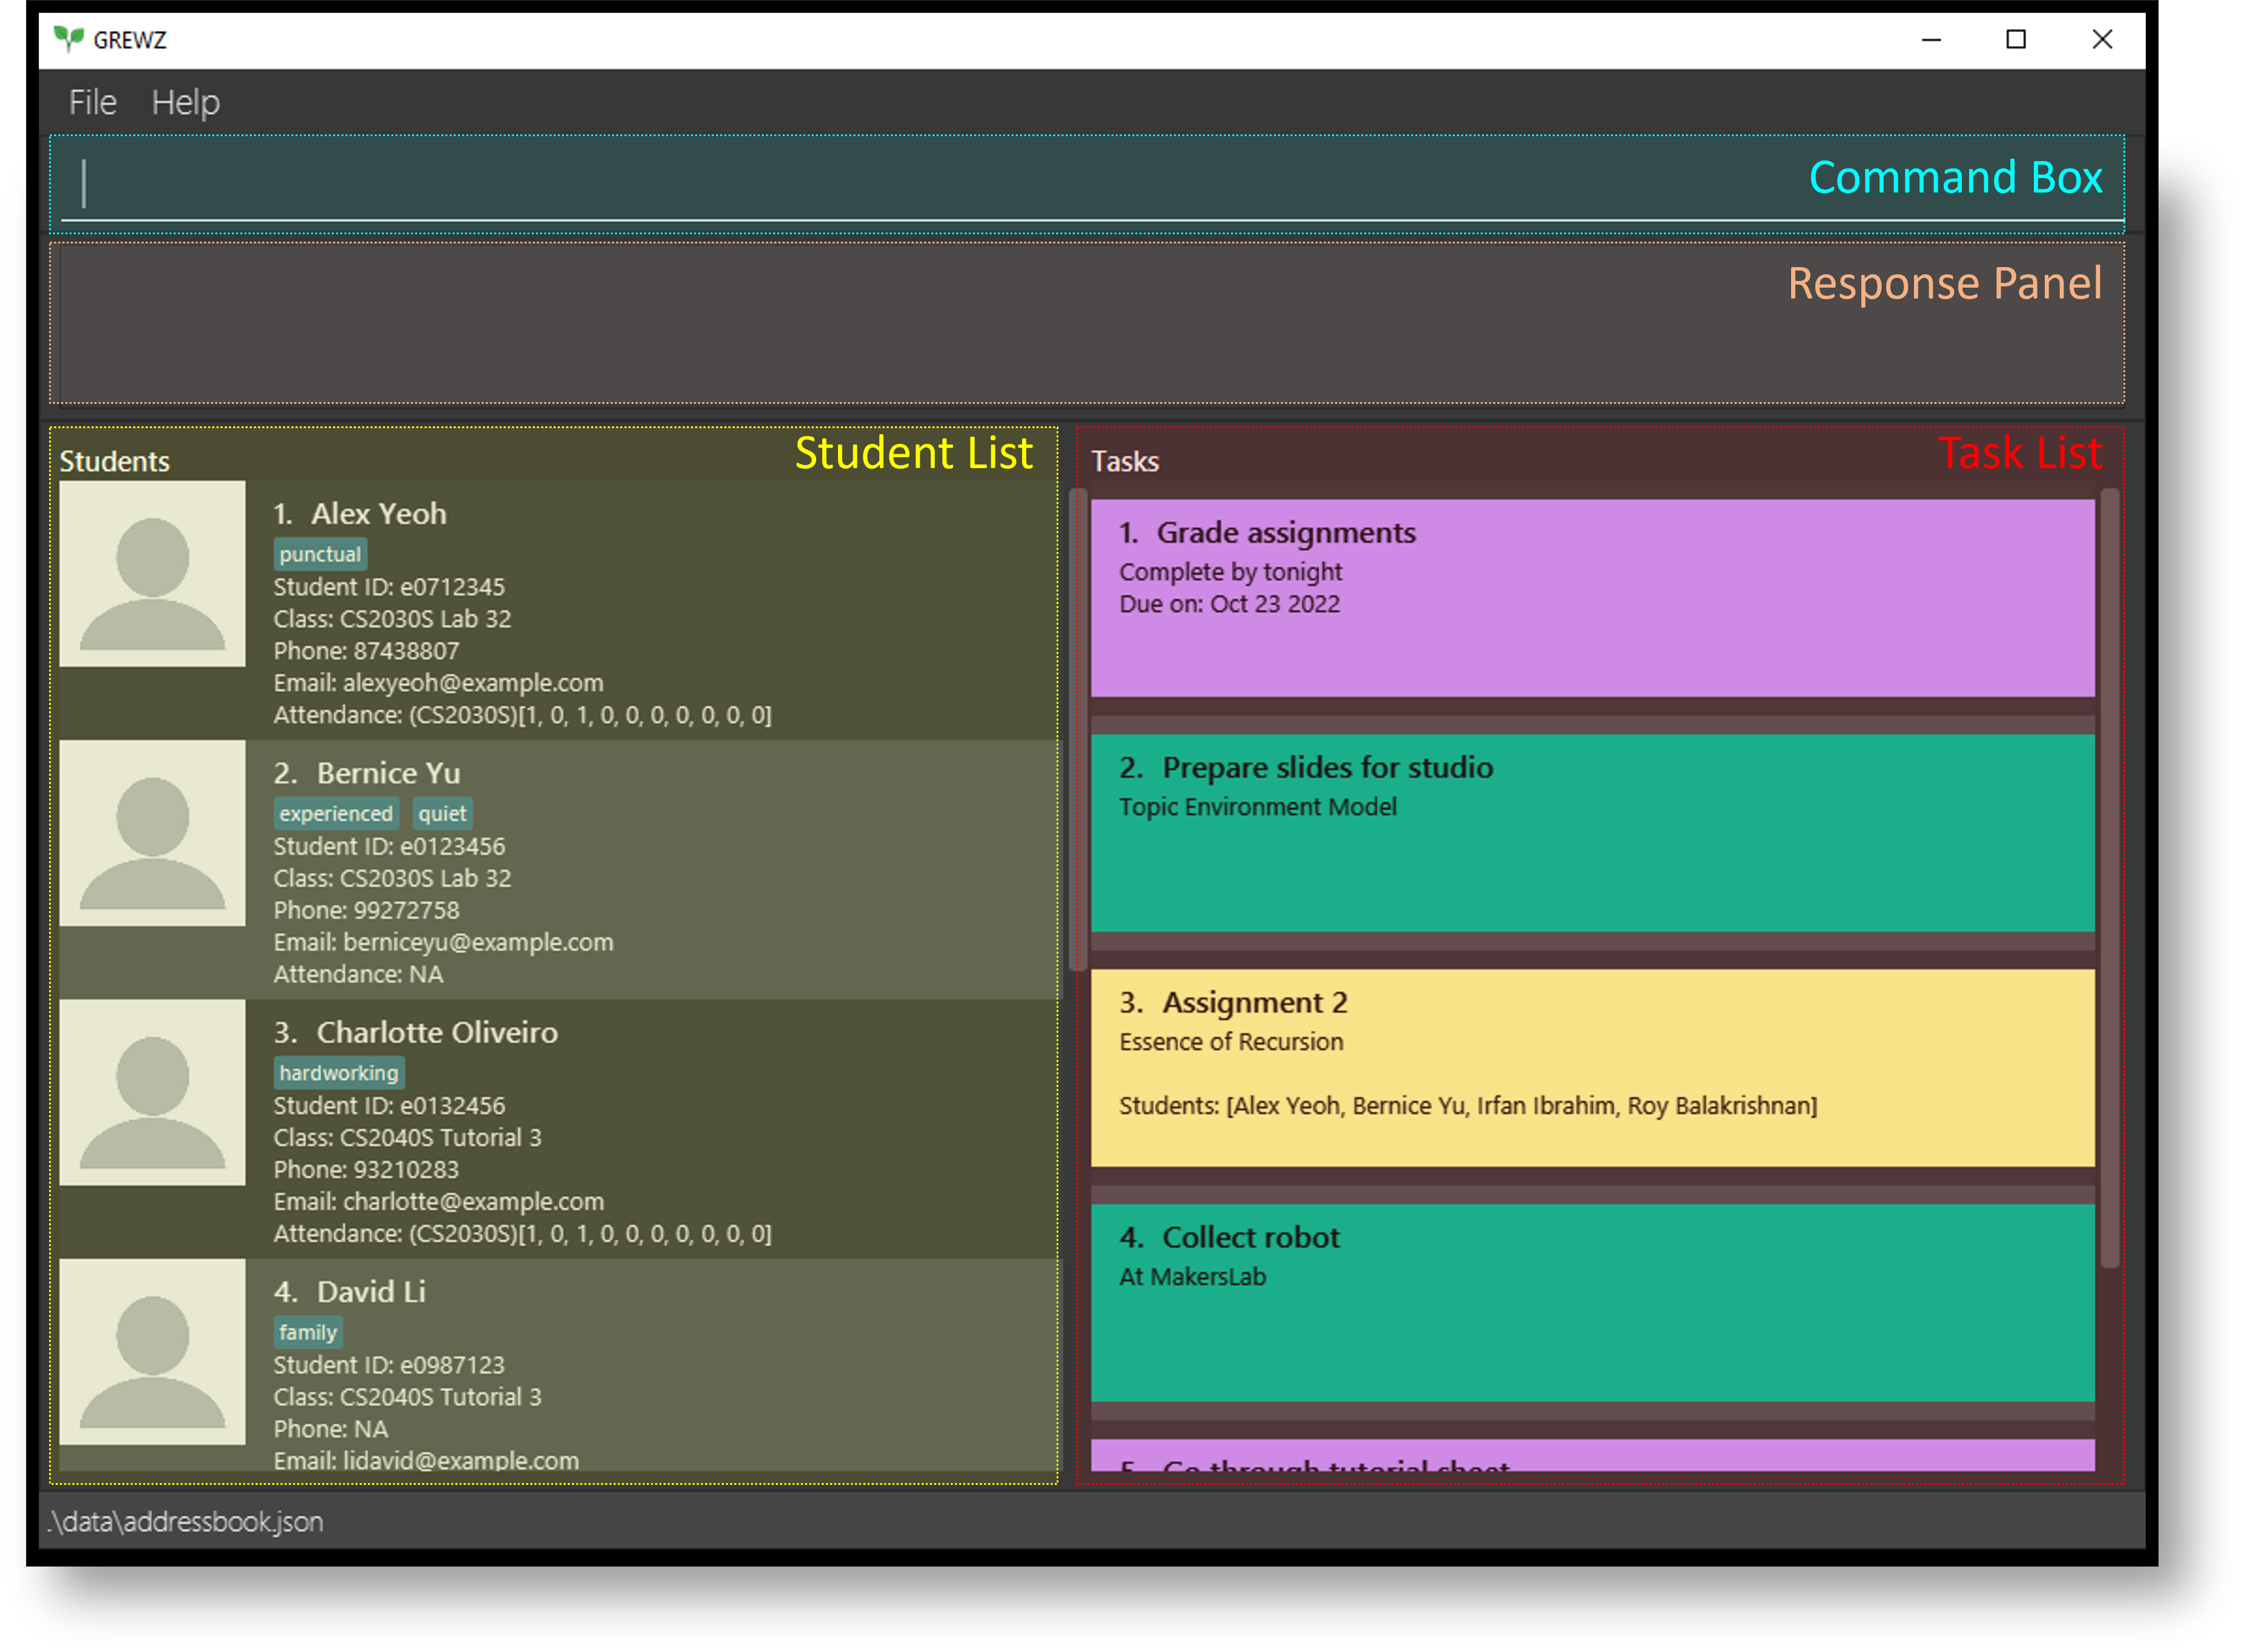 GREWZ
File Help
Command Box
Response Panel
Students
Student List
1. Alex Yeoh
punctual
Student ID: e0712345
Class: CS2030S Lab 32
Phone: 87438807
Email: alexyeoh@example.com
Attendance: (CS2030S)[1, 0, 1, 0, 0, 0, 0, 0, 0, 0]
2. Bernice Yu
experienced quiet
Student ID: e0123456
Class: CS2030S Lab 32
Phone: 99272758
Email: berniceyu@example.com
Attendance: NA
3. Charlotte Oliveiro
hardworking
Student ID: e0132456
Class: CS2040S Tutorial 3
Phone: 93210283
Email: charlotte@example.com
Attendance: (CS2030S)[1, 0, 1, 0, 0, 0, 0, 0, 0, 0]
4. David Li
family
Student ID: e0987123
Class: CS2040S Tutorial 3
Phone: NA
Email: lidavid@example.com
Tasks
Task List
1. Grade assignments
Complete by tonight
Due on: Oct 23 2022
2. Prepare slides for studio
Topic Environment Model
3. Assignment 2
Essence of Recursion
Students: [Alex Yeoh, Bernice Yu, Irfan Ibrahim, Roy Balakrishnan]
4. Collect robot
At MakersLab
5. Go through tutorial sheet
.\data\addressbook.json